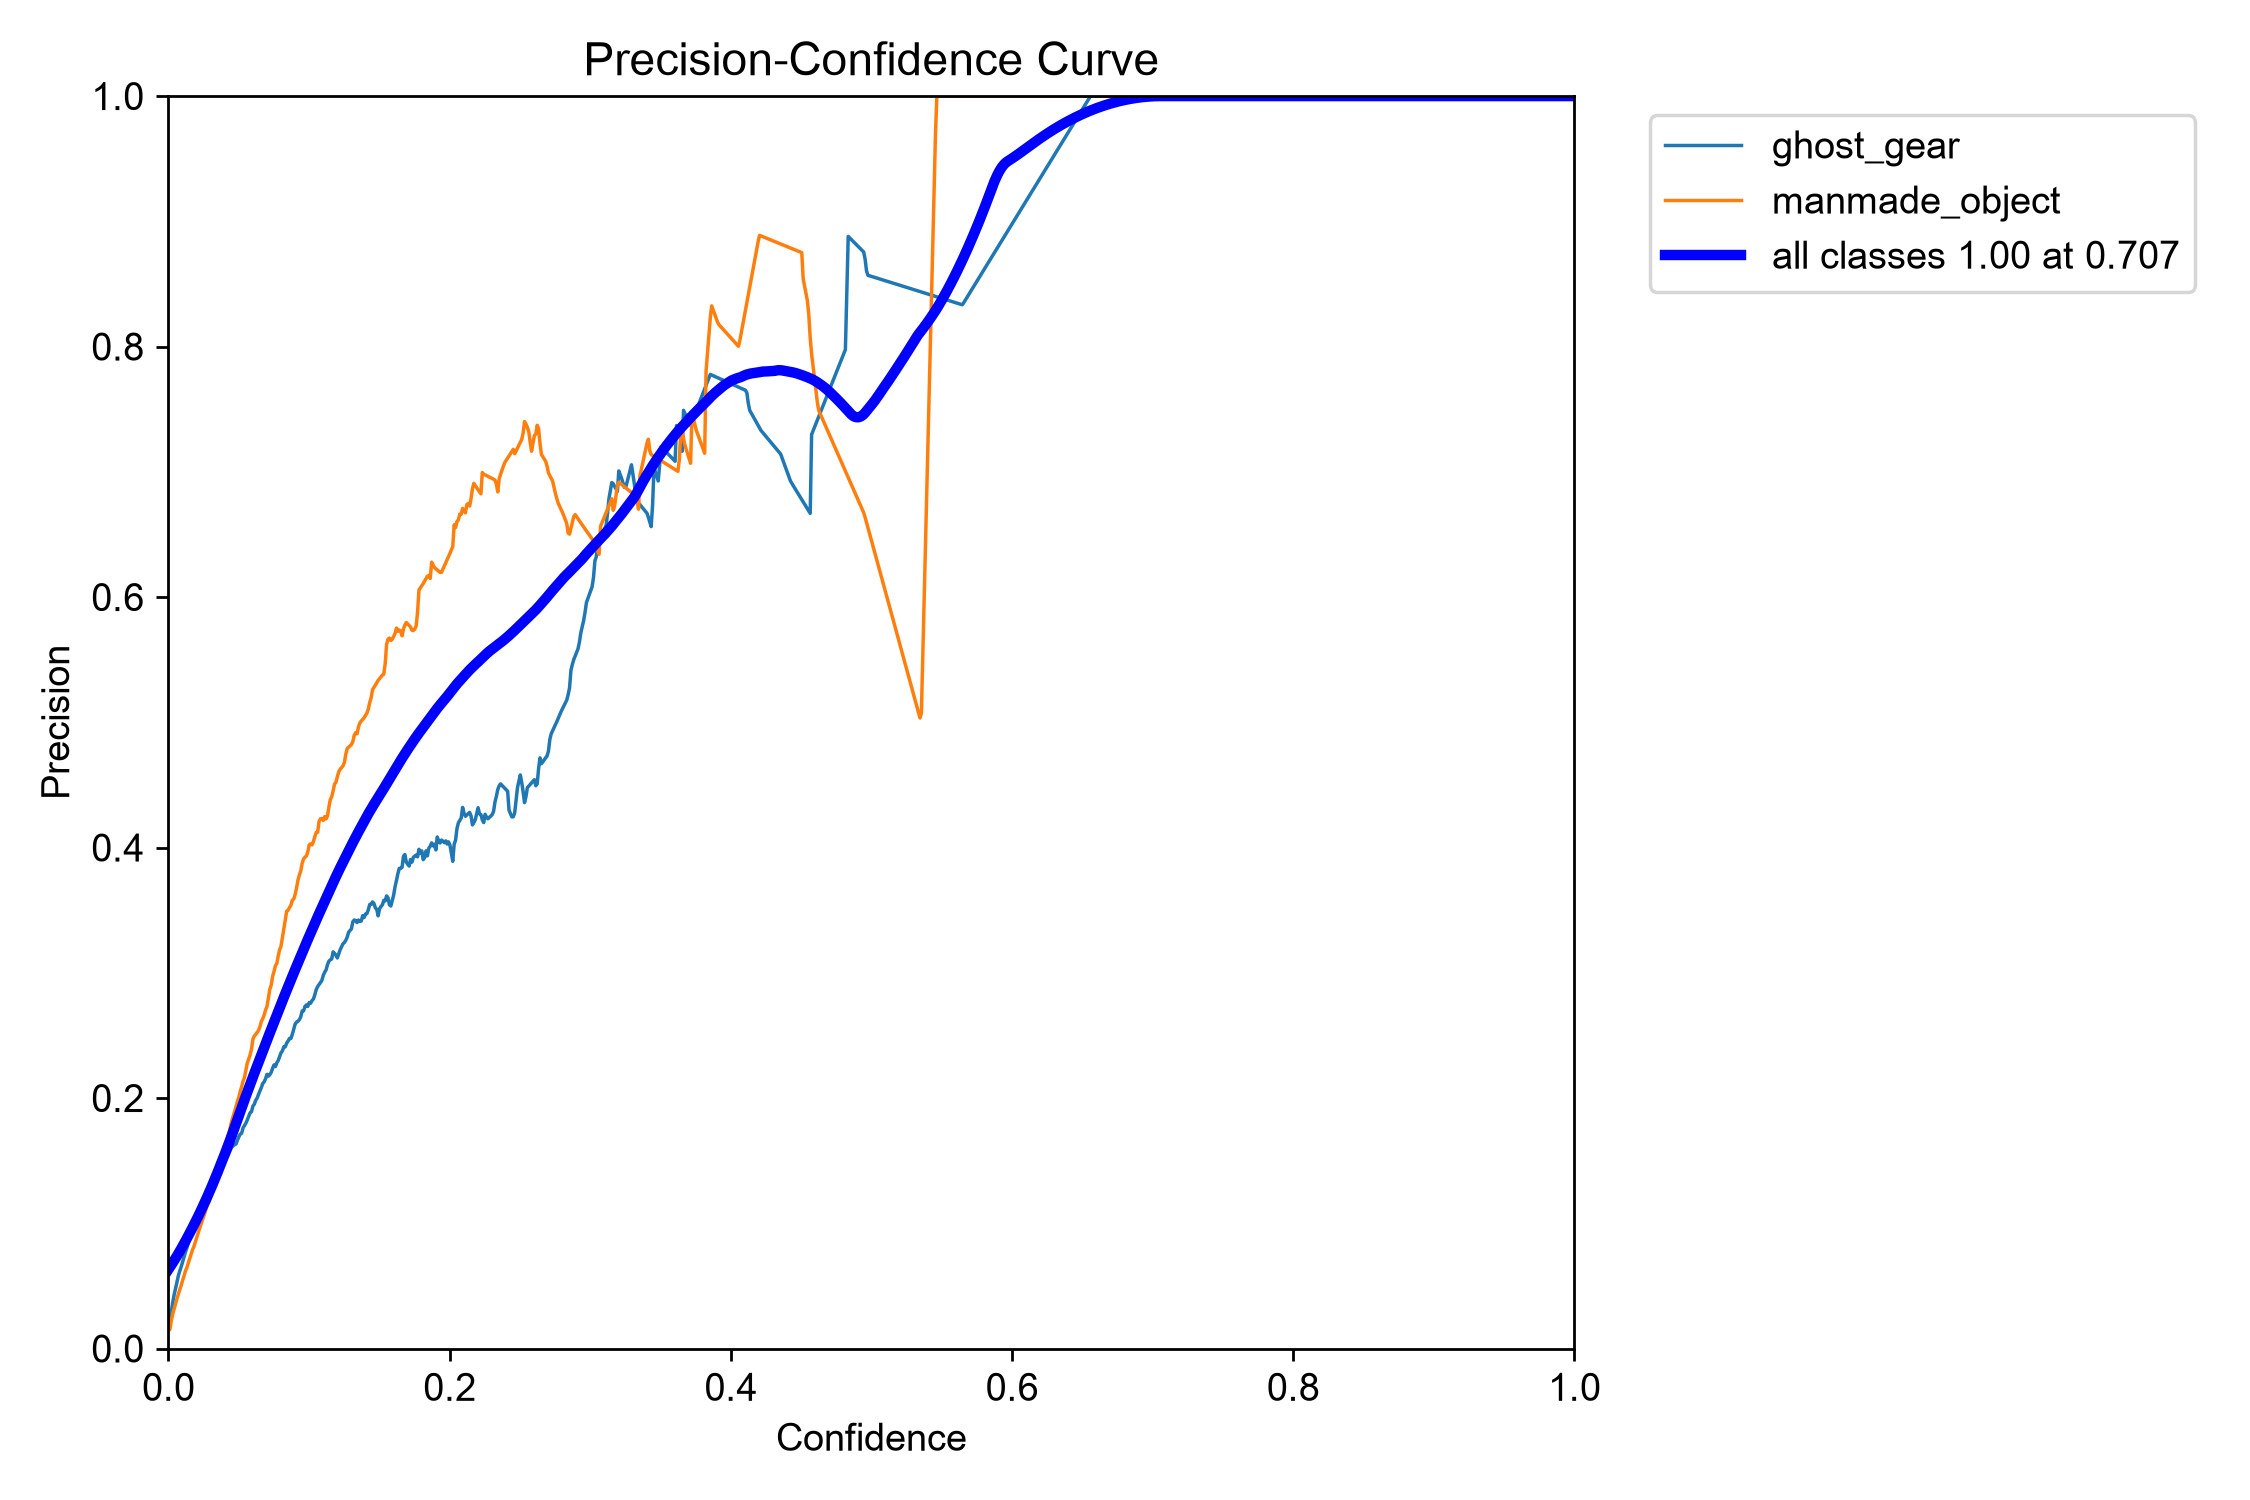 Precision-Confidence Curve
1.0
0.8
0.6
0.4
0.2
0.0
Precision
0.0 0.2 0.4 0.6 0.8 1.0
Confidence
ghost_gear
manmade_object
all classes 1.00 at 0.707